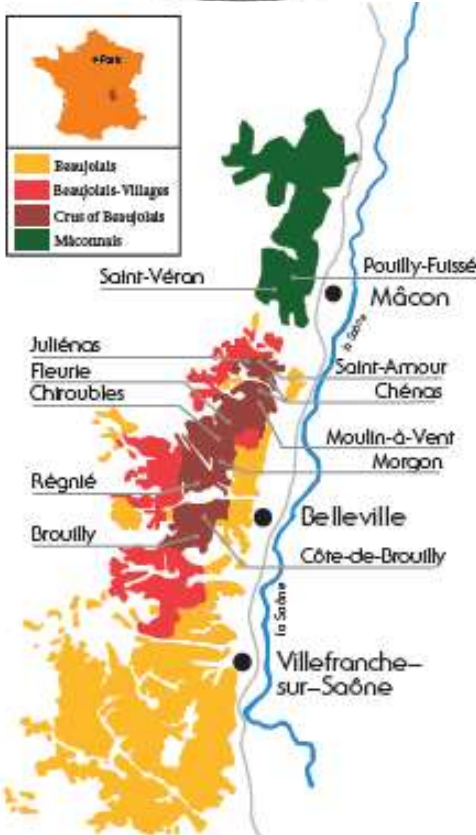 Paris
Beaujolais
Beaujolais-Villages
Crus of Beaujolais
Mâconnais
Pouilly-Fuissé
Saint-Véran
Mâcon
la Saône
Juliénas
Saint-Amour
Fleurie
Chénas
Chiroubles
Moulin-à-Vent
Morgon
Régnié
Belleville
Brouilly
Côte-de-Brouilly
la Saône
Villefranche-
sur-Saône